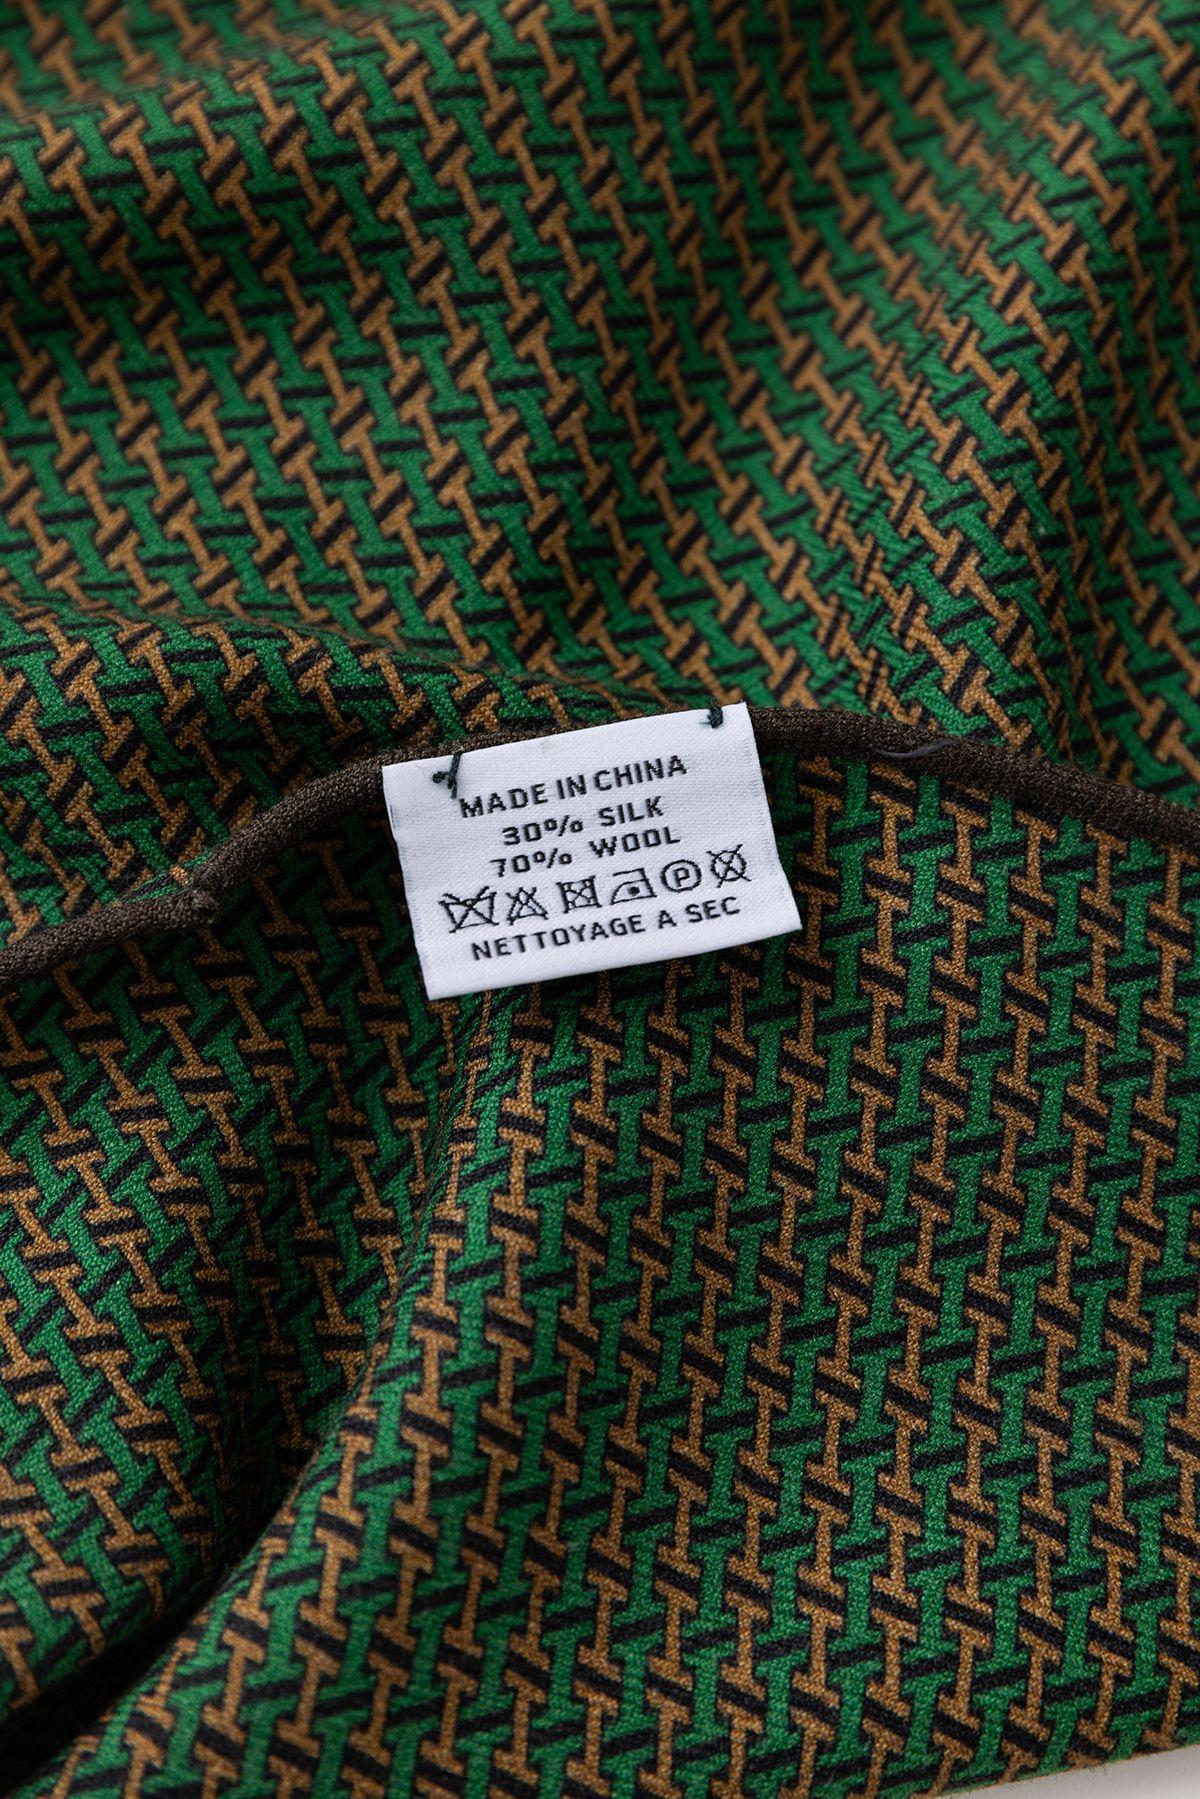 MADE IN CHINA
30% SILK
70% WOOL
P
NETTOYAGE A SEC